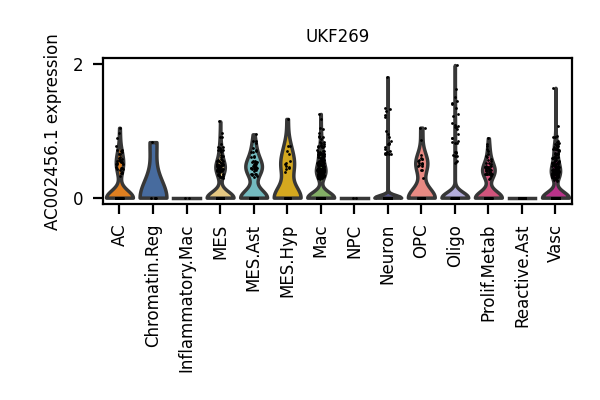 UKF269
AC002456.1 expression
2
0
AC
Chromatin.Reg
Inflammatory.Mac
MES
MES.Ast
MES.Hyp
Mac
NPC
Neuron
OPC
Oligo
Prolif.Metab
Reactive.Ast
Vasc